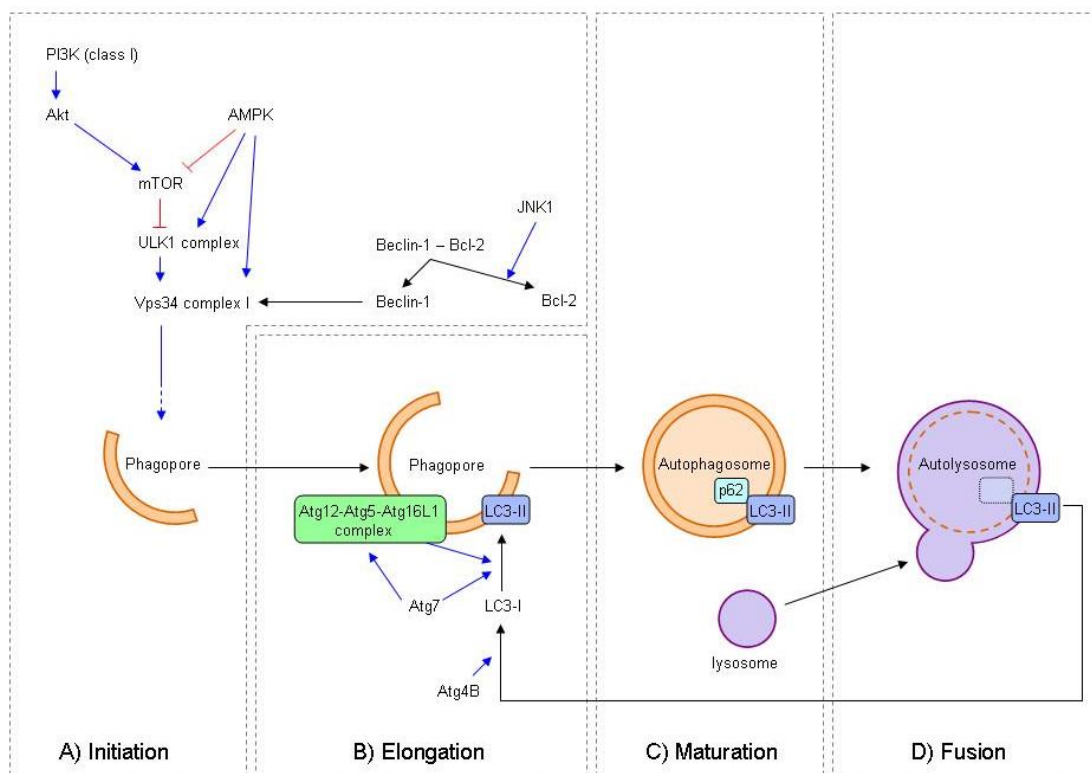 PI3K (class I)
Akt
AMPK
mTOR
JNK1
ULK1 complex
Beclin-1 – Bcl-2
Vps34 complex I
Beclin-1
Bcl-2
Phagopore
Phagopore
Autophagosome
Autolysosome
p62
Atg12-Atg5-Atg16L1
complex
LC3-II
LC3-II
LC3-II
Atg7
LC3-I
lysosome
Atg4B
A) Initiation
B) Elongation
C) Maturation
D) Fusion